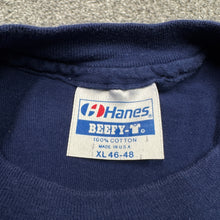 Hanes
BEEFY-T®
100% COTTON
MADE IN U.S.A.
XL 46-48